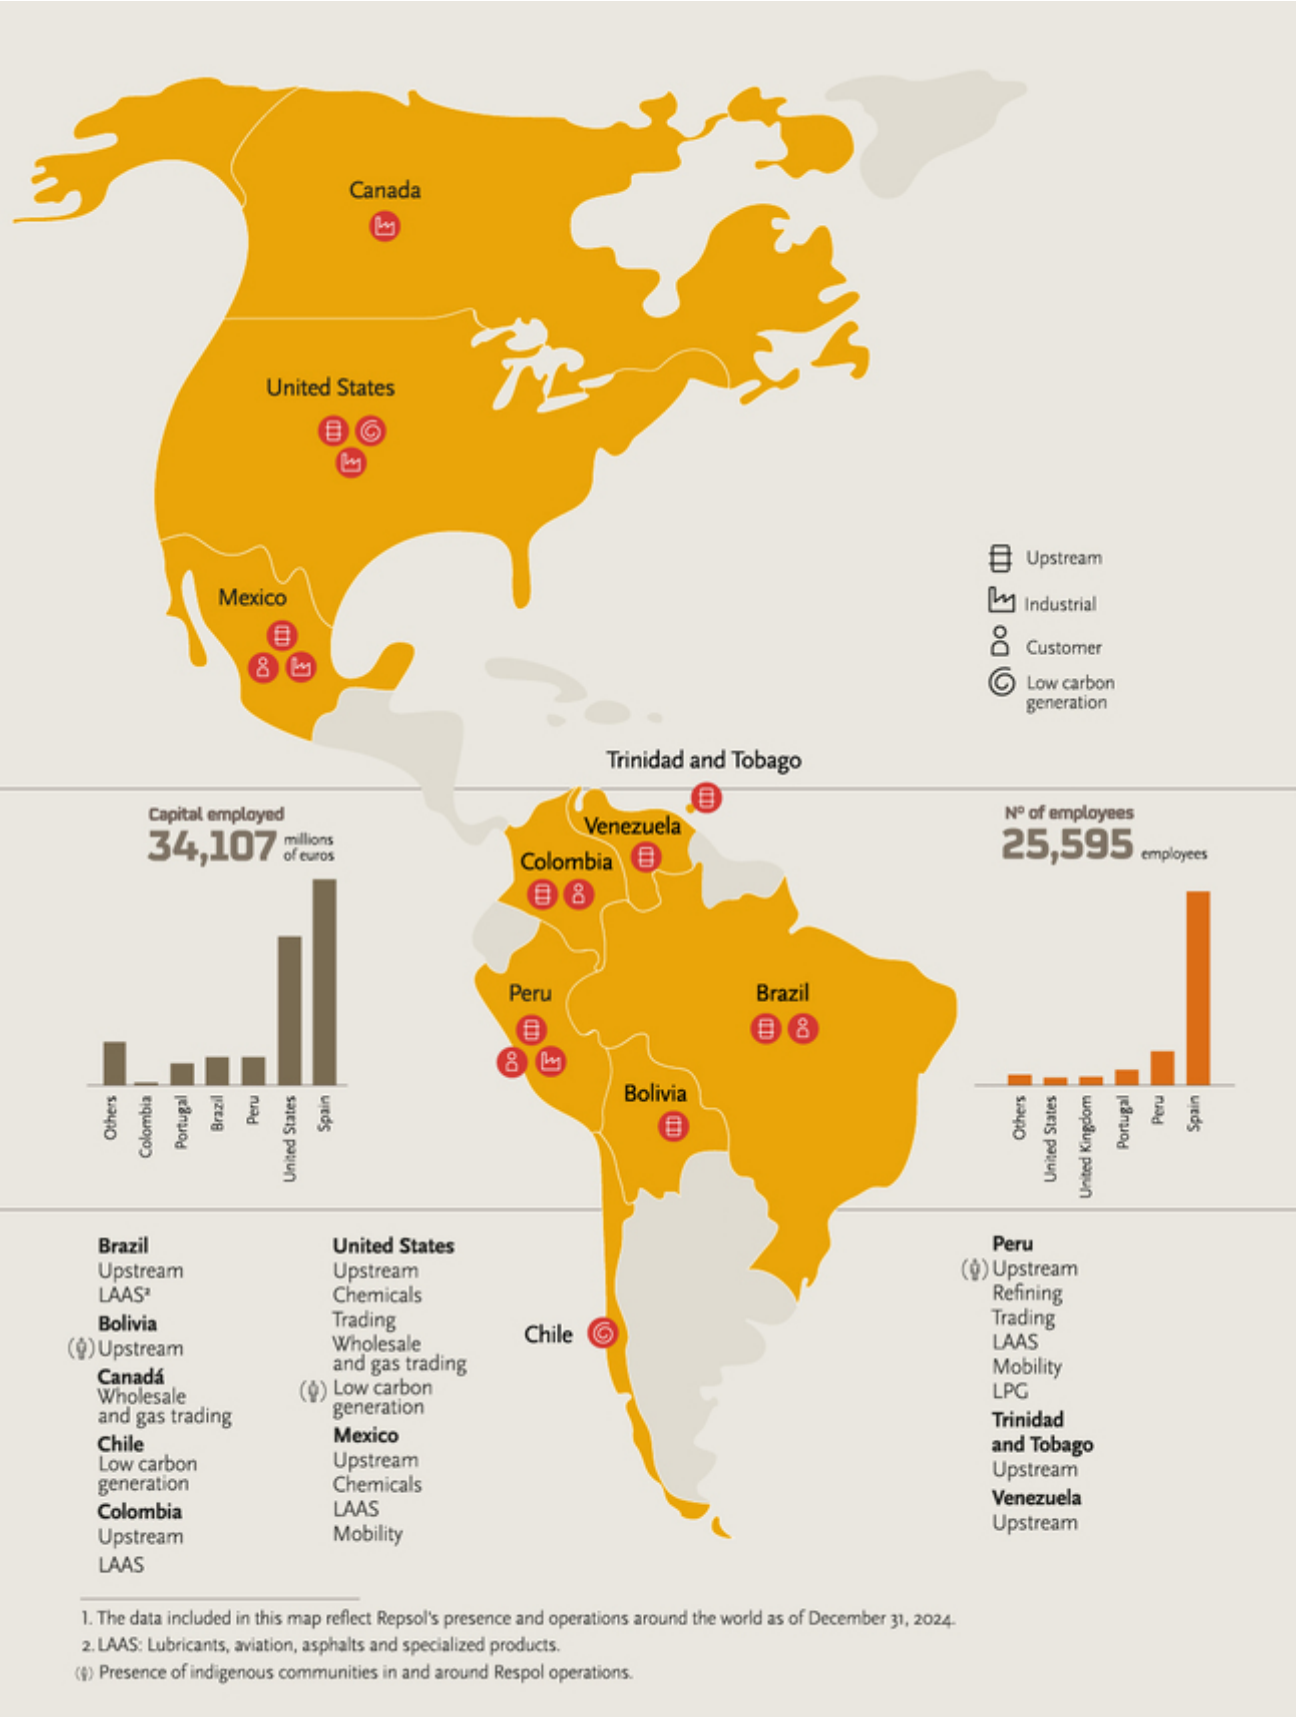 Canada
United States
Mexico
Upstream
Industrial
Customer
Low carbon
generation
Trinidad and Tobago
Venezuela
Colombia
Peru
Brazil
Bolivia
Chile
Capital employed
34,107 millions
of euros
Others
Colombia
Portugal
Brazil
Peru
United States
Spain
Nº of employees
25,595 employees
Others
United States
United Kingdom
Portugal
Peru
Spain
Brazil
Upstream
LAAS²
Bolivia
Upstream
Canadá
Wholesale
and gas trading
Chile
Low carbon
generation
Colombia
Upstream
LAAS
United States
Upstream
Chemicals
Trading
Wholesale
and gas trading
Low carbon
generation
Mexico
Upstream
Chemicals
LAAS
Mobility
Peru
Upstream
Refining
Trading
LAAS
Mobility
LPG
Trinidad
and Tobago
Upstream
Venezuela
Upstream
1. The data included in this map reflect Repsol's presence and operations around the world as of December 31, 2024.
2. LAAS: Lubricants, aviation, asphalts and specialized products.
Presence of indigenous communities in and around Respol operations.